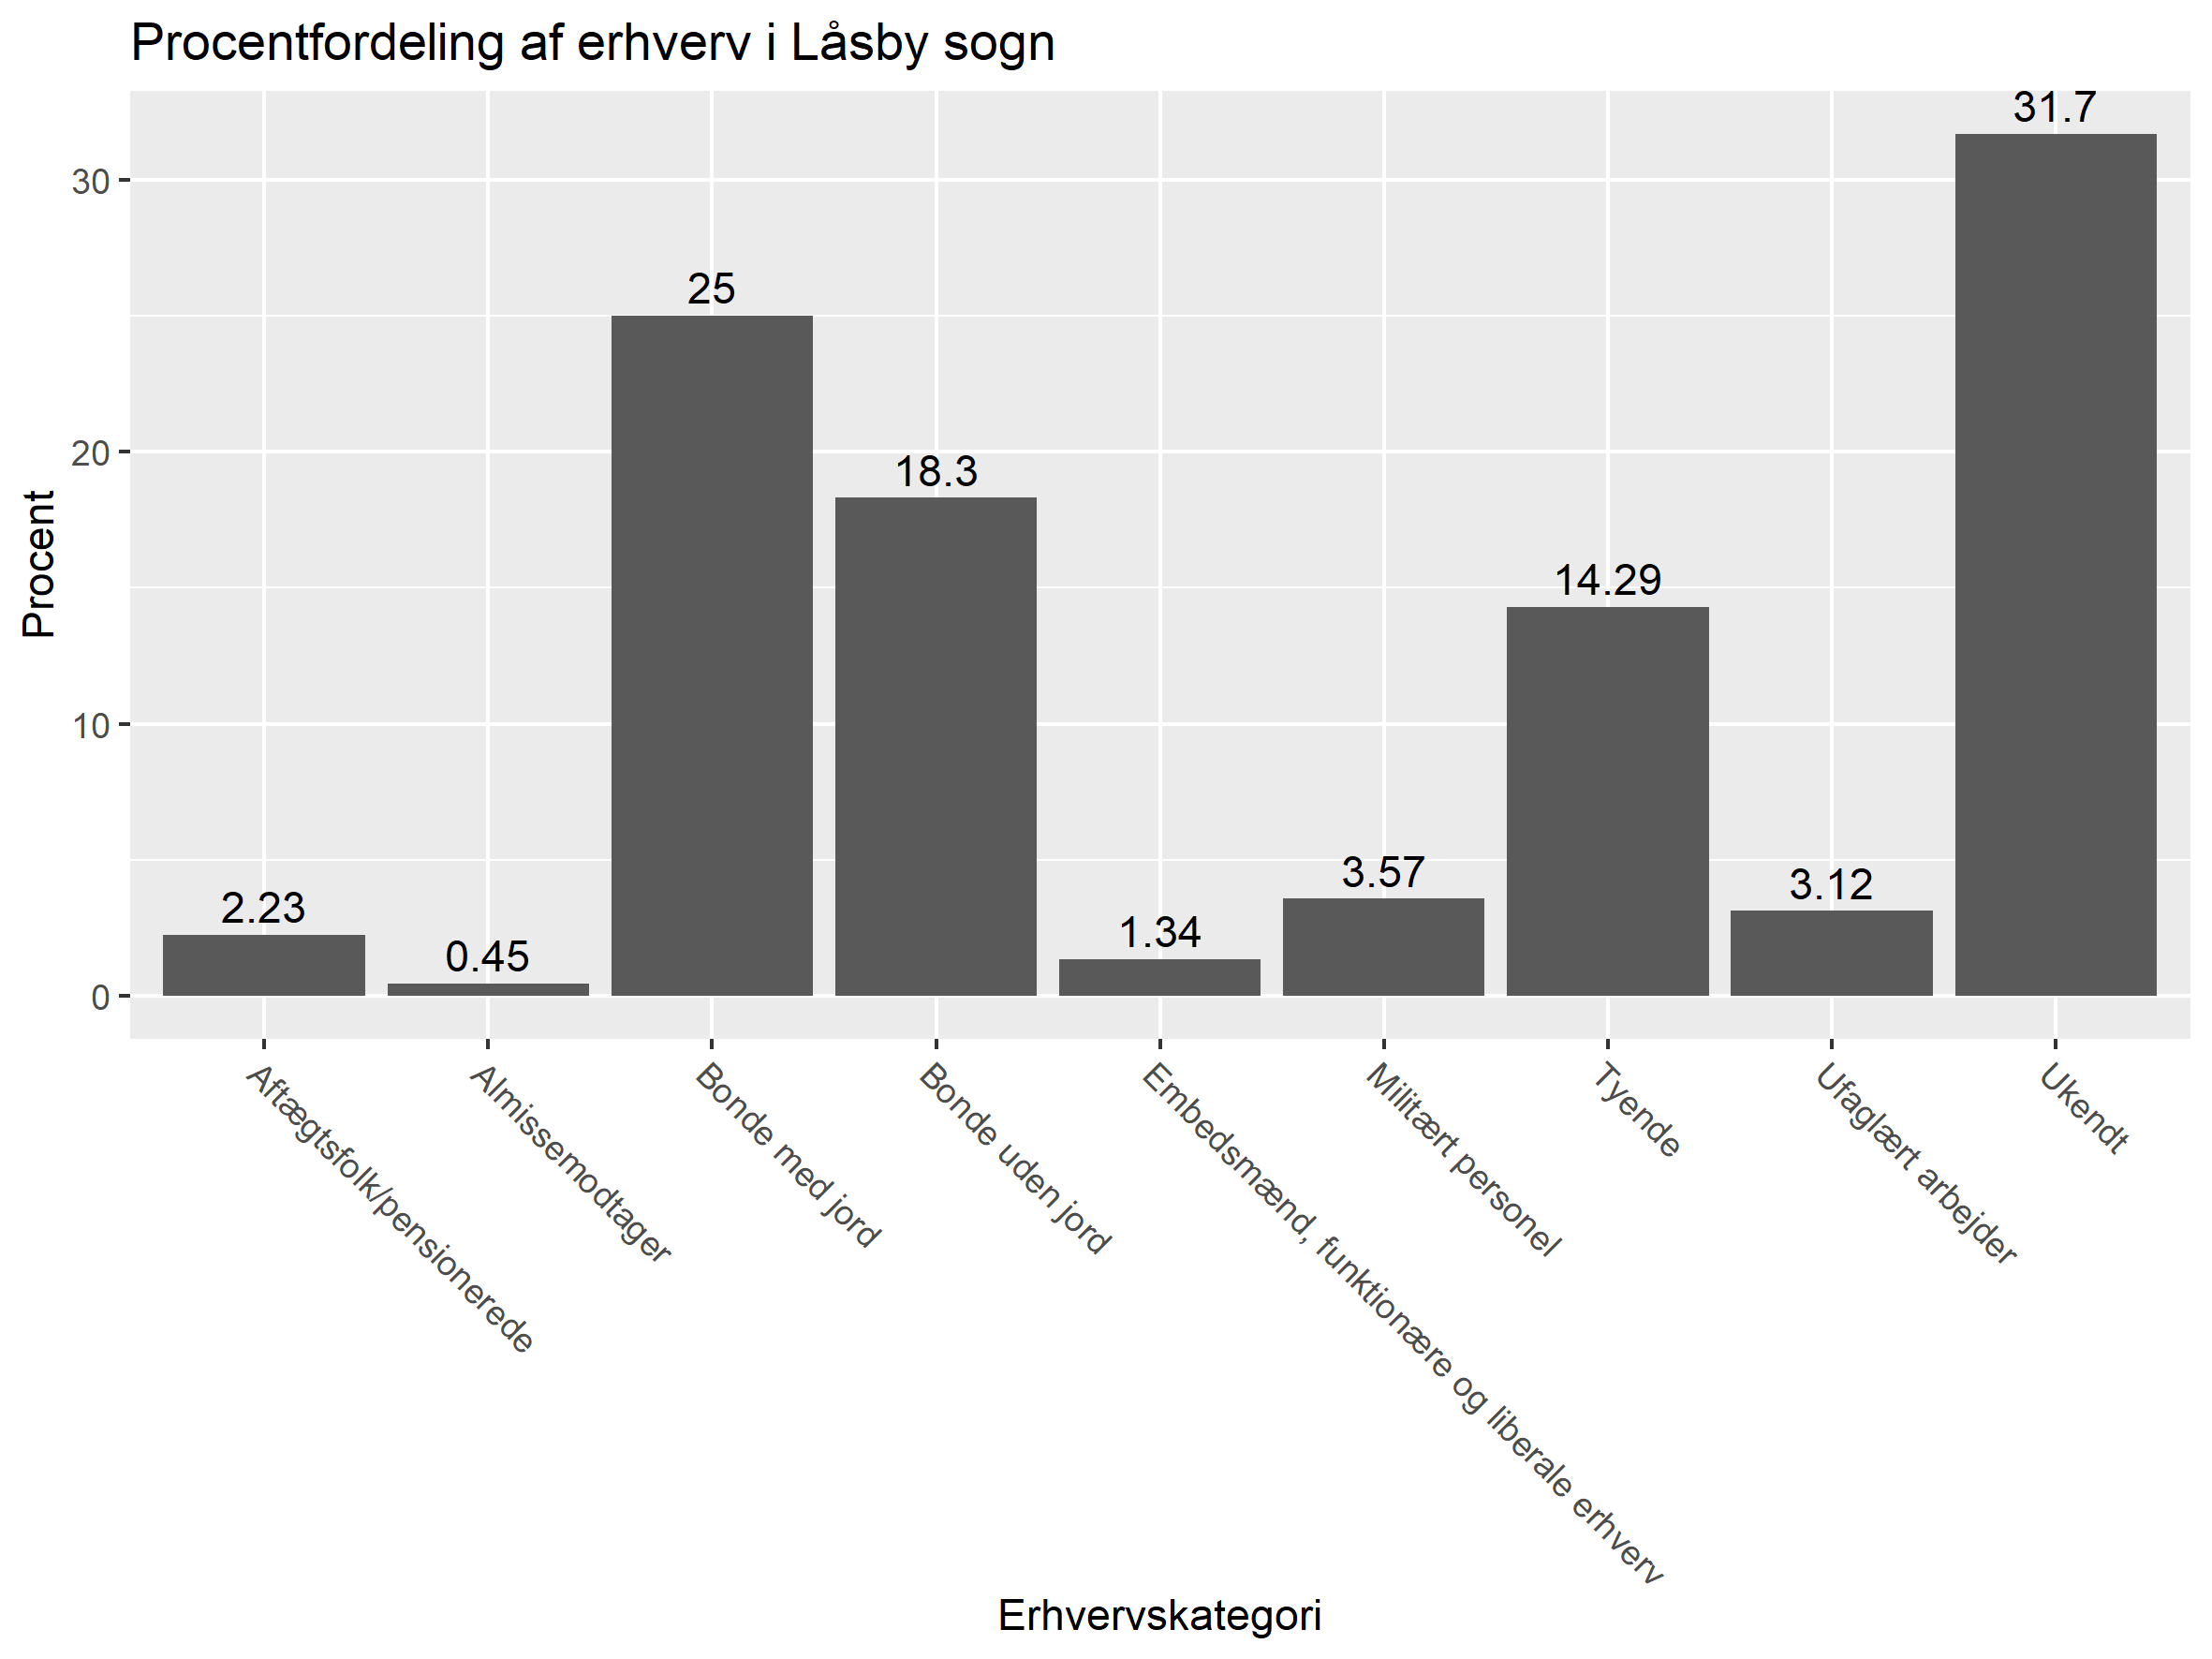 Procentfordeling af erhverv i Låsby sogn
Procent
30
20
10
0
2.23
0.45
25
18.3
1.34
3.57
14.29
3.12
31.7
Aftægtsfolk/pensionerede
Almissemodtager
Bonde med jord
Bonde uden jord
Embedsmænd, funktionære og liberale erhverv
Militært personel
Tyende
Ufaglært arbejder
Ukendt
Erhvervskategori